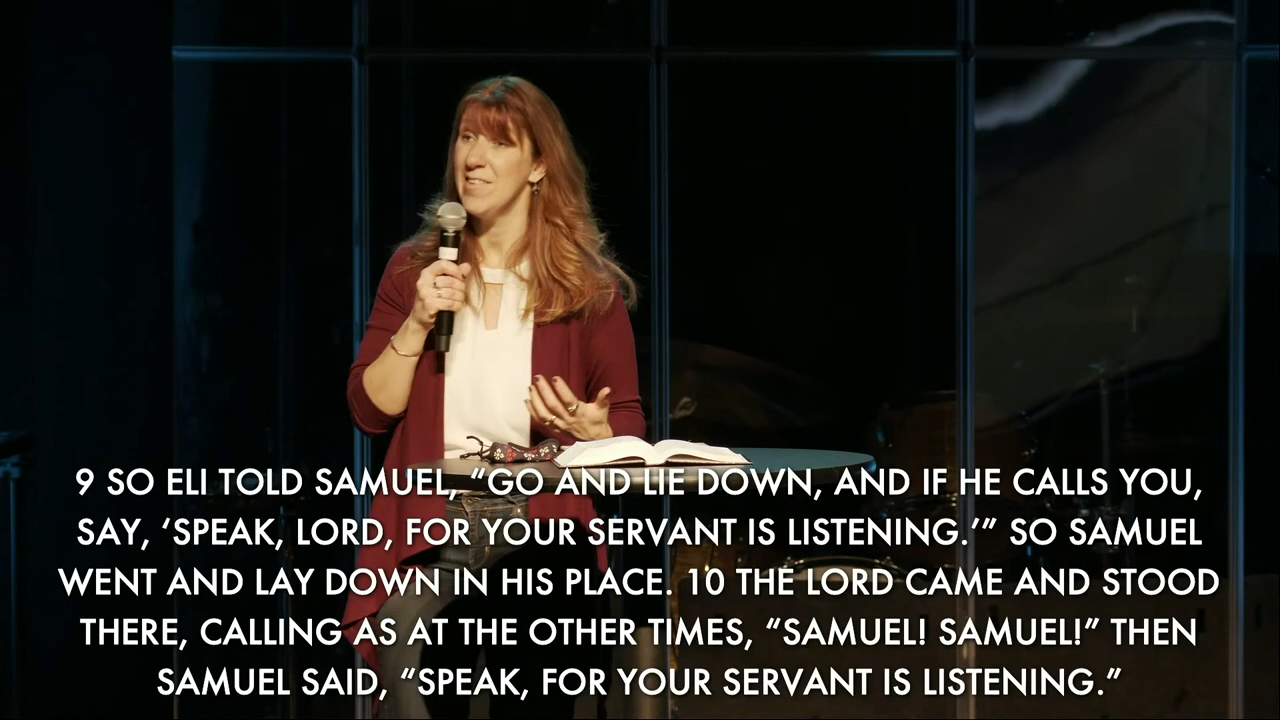 9 SO ELI TOLD SAMUEL, “GO AND LIE DOWN, AND IF HE CALLS YOU,
SAY, ‘SPEAK, LORD, FOR YOUR SERVANT IS LISTENING.’” SO SAMUEL
WENT AND LAY DOWN IN HIS PLACE. 10 THE LORD CAME AND STOOD
THERE, CALLING AS AT THE OTHER TIMES, “SAMUEL! SAMUEL!” THEN
SAMUEL SAID, “SPEAK, FOR YOUR SERVANT IS LISTENING.”